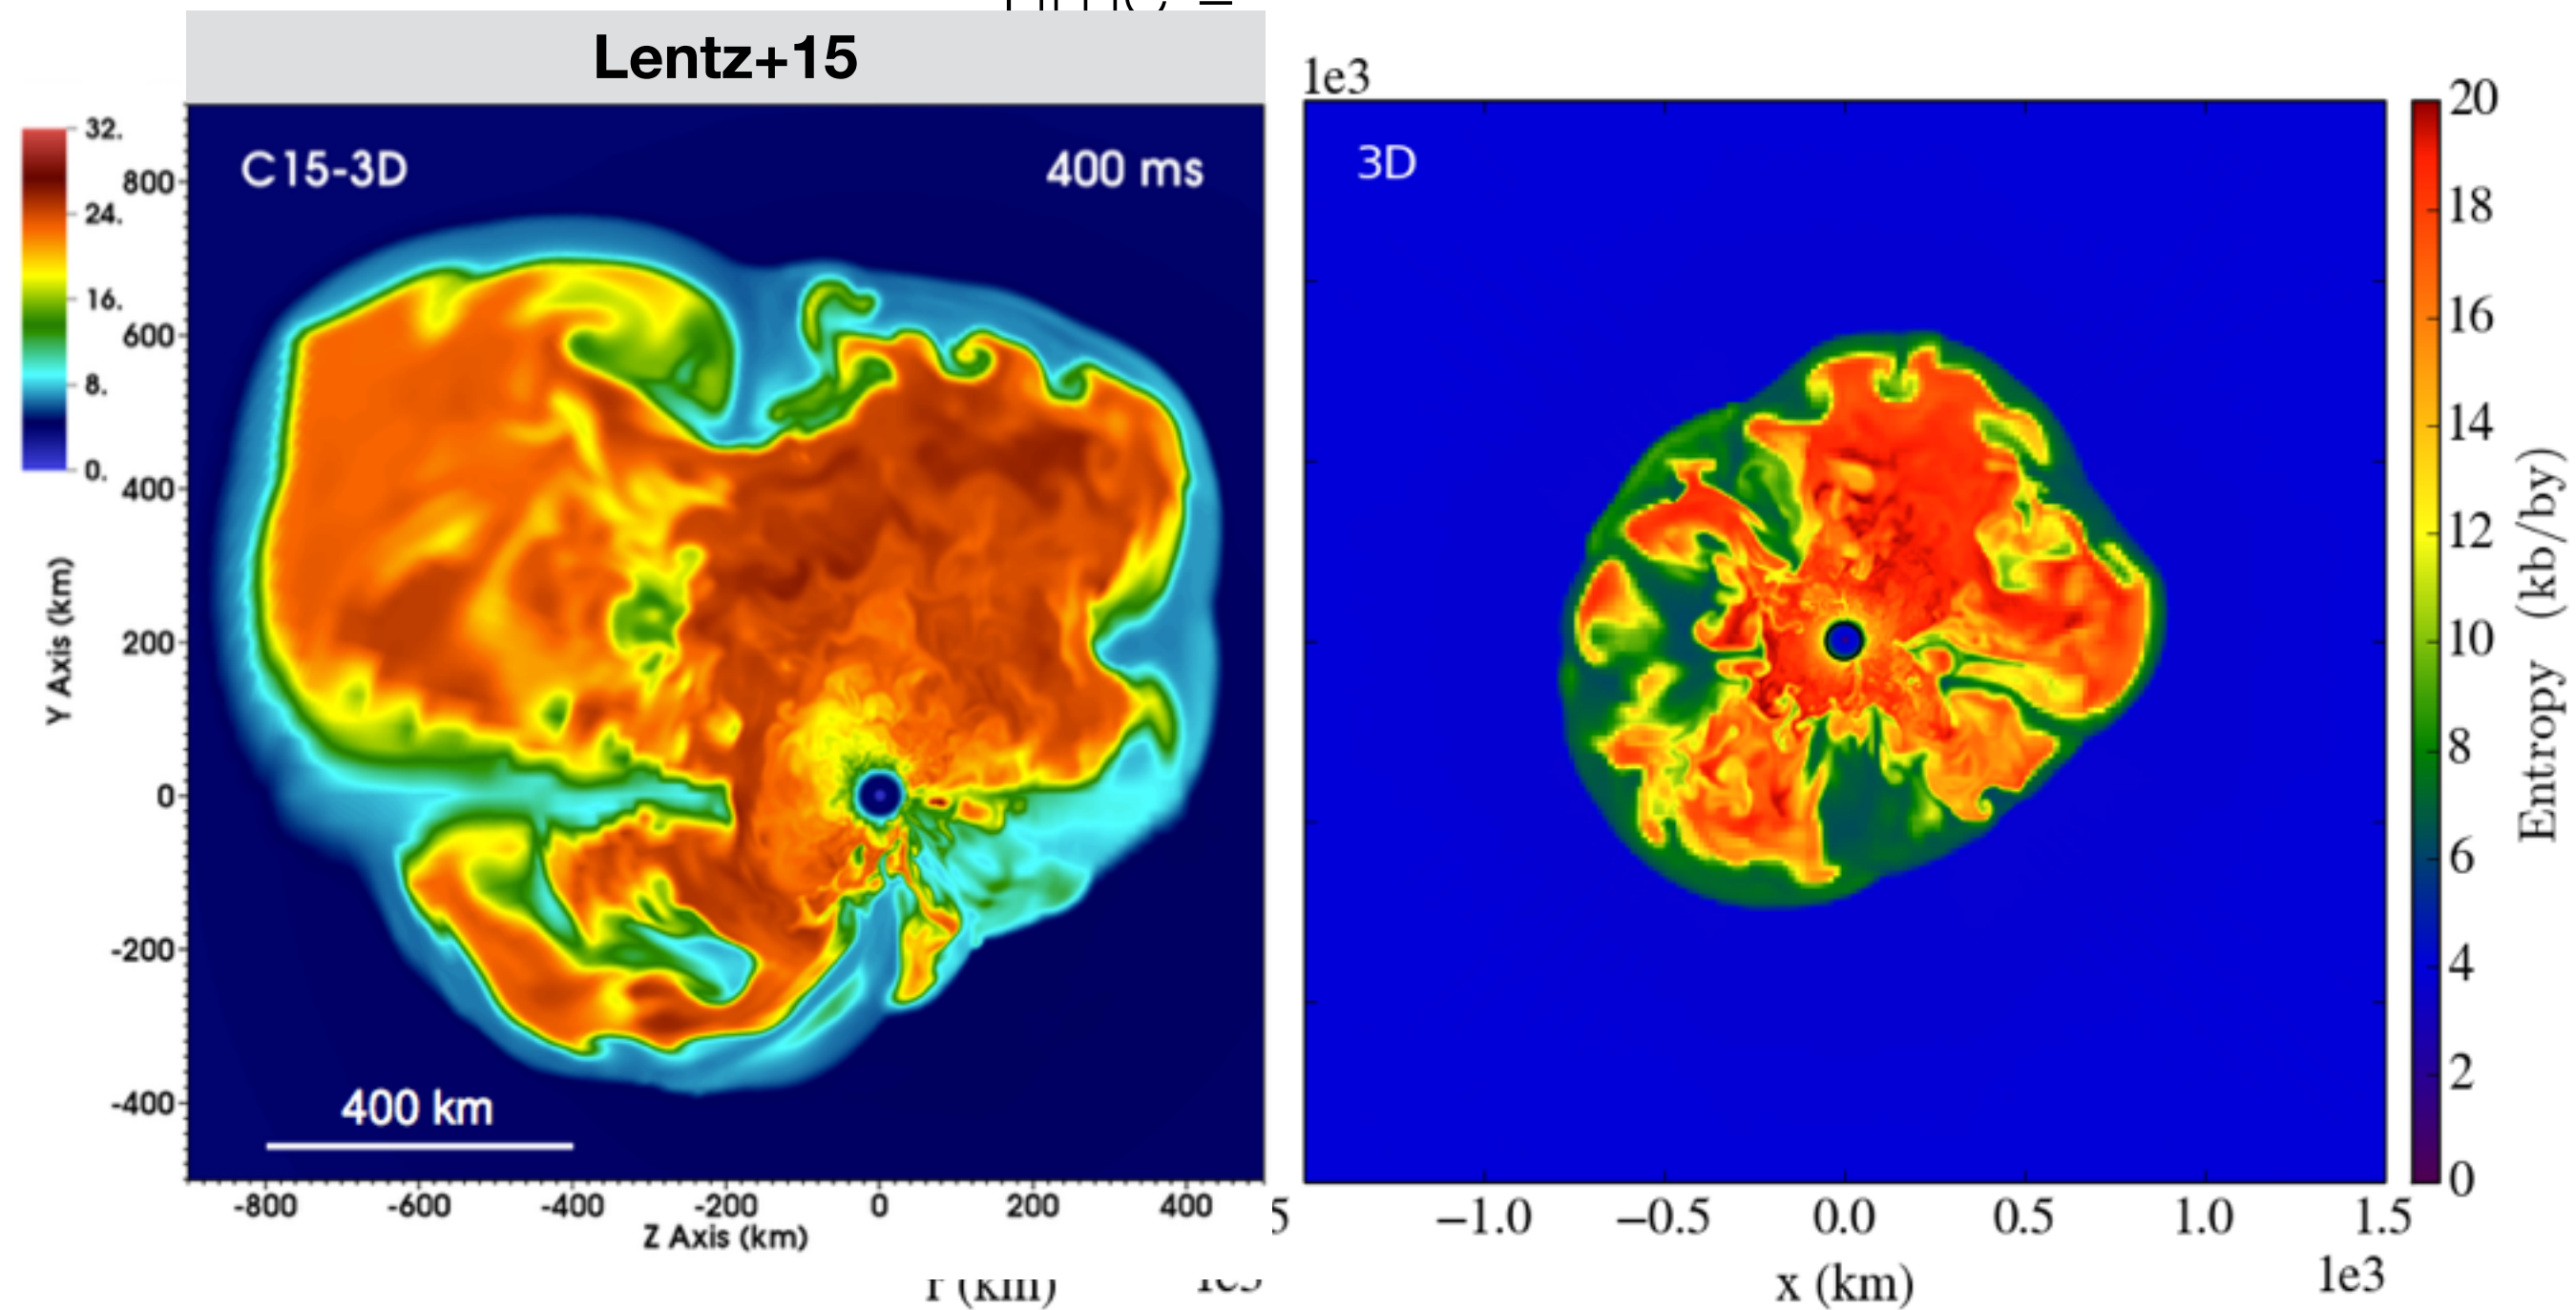 Lentz+15
C15-3D
400 ms
32.
24.
16.
8.
0.
800
600
400
200
0
-200
-400
Y Axis (km)
400 km
-800 -600 -400 -200 0 200 400
Z Axis (km)
1e3
3D
20
18
16
14
12
10
8
6
4
2
0
Entropy (kb/by)
5 −1.0 −0.5 0.0 0.5 1.0 1.5
x (km)
1e3